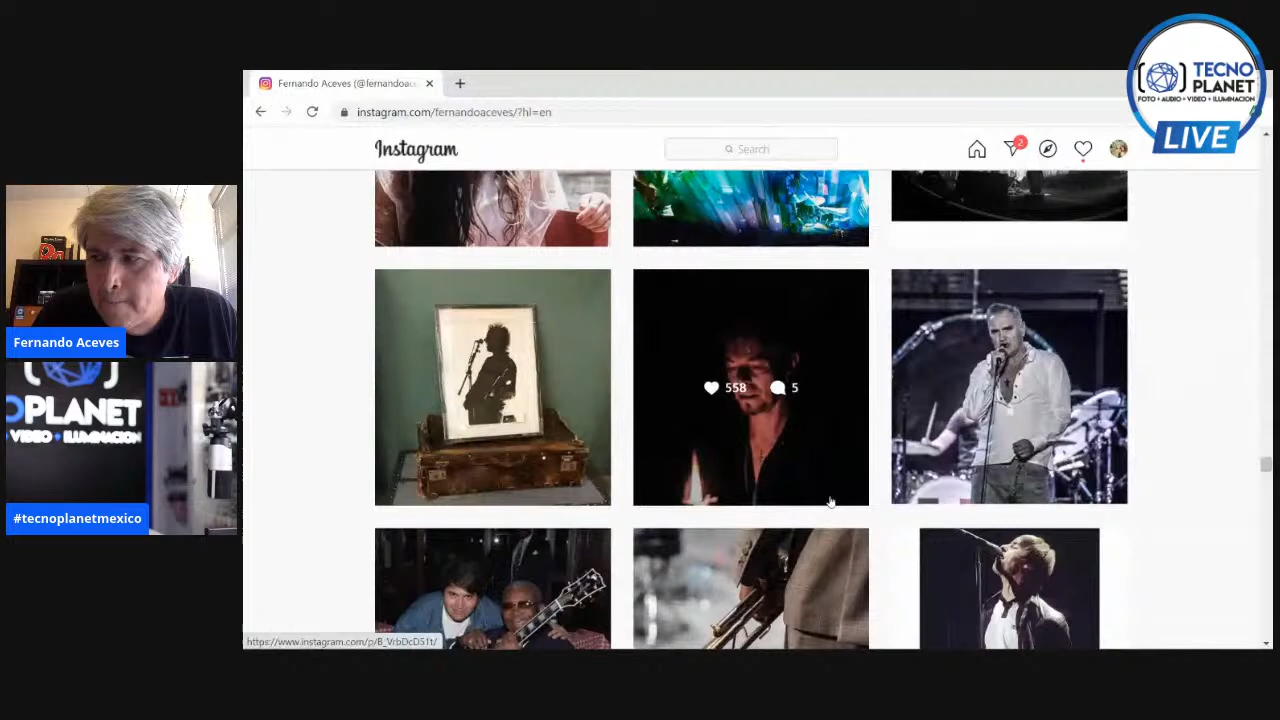 Fernando Aceves (@fernandoac
instagram.com/fernandoaceves/?hl=en
TECNO
PLANET
FOTO + AUDIO + VIDEO + ILUMINACION
LIVE
Instagram
Search
2
Fernando Aceves
PLANET
VIDEO + ILUMINACION
#tecnoplanetmexico
558
5
https://www.instagram.com/p/B_VrbDcD51t/